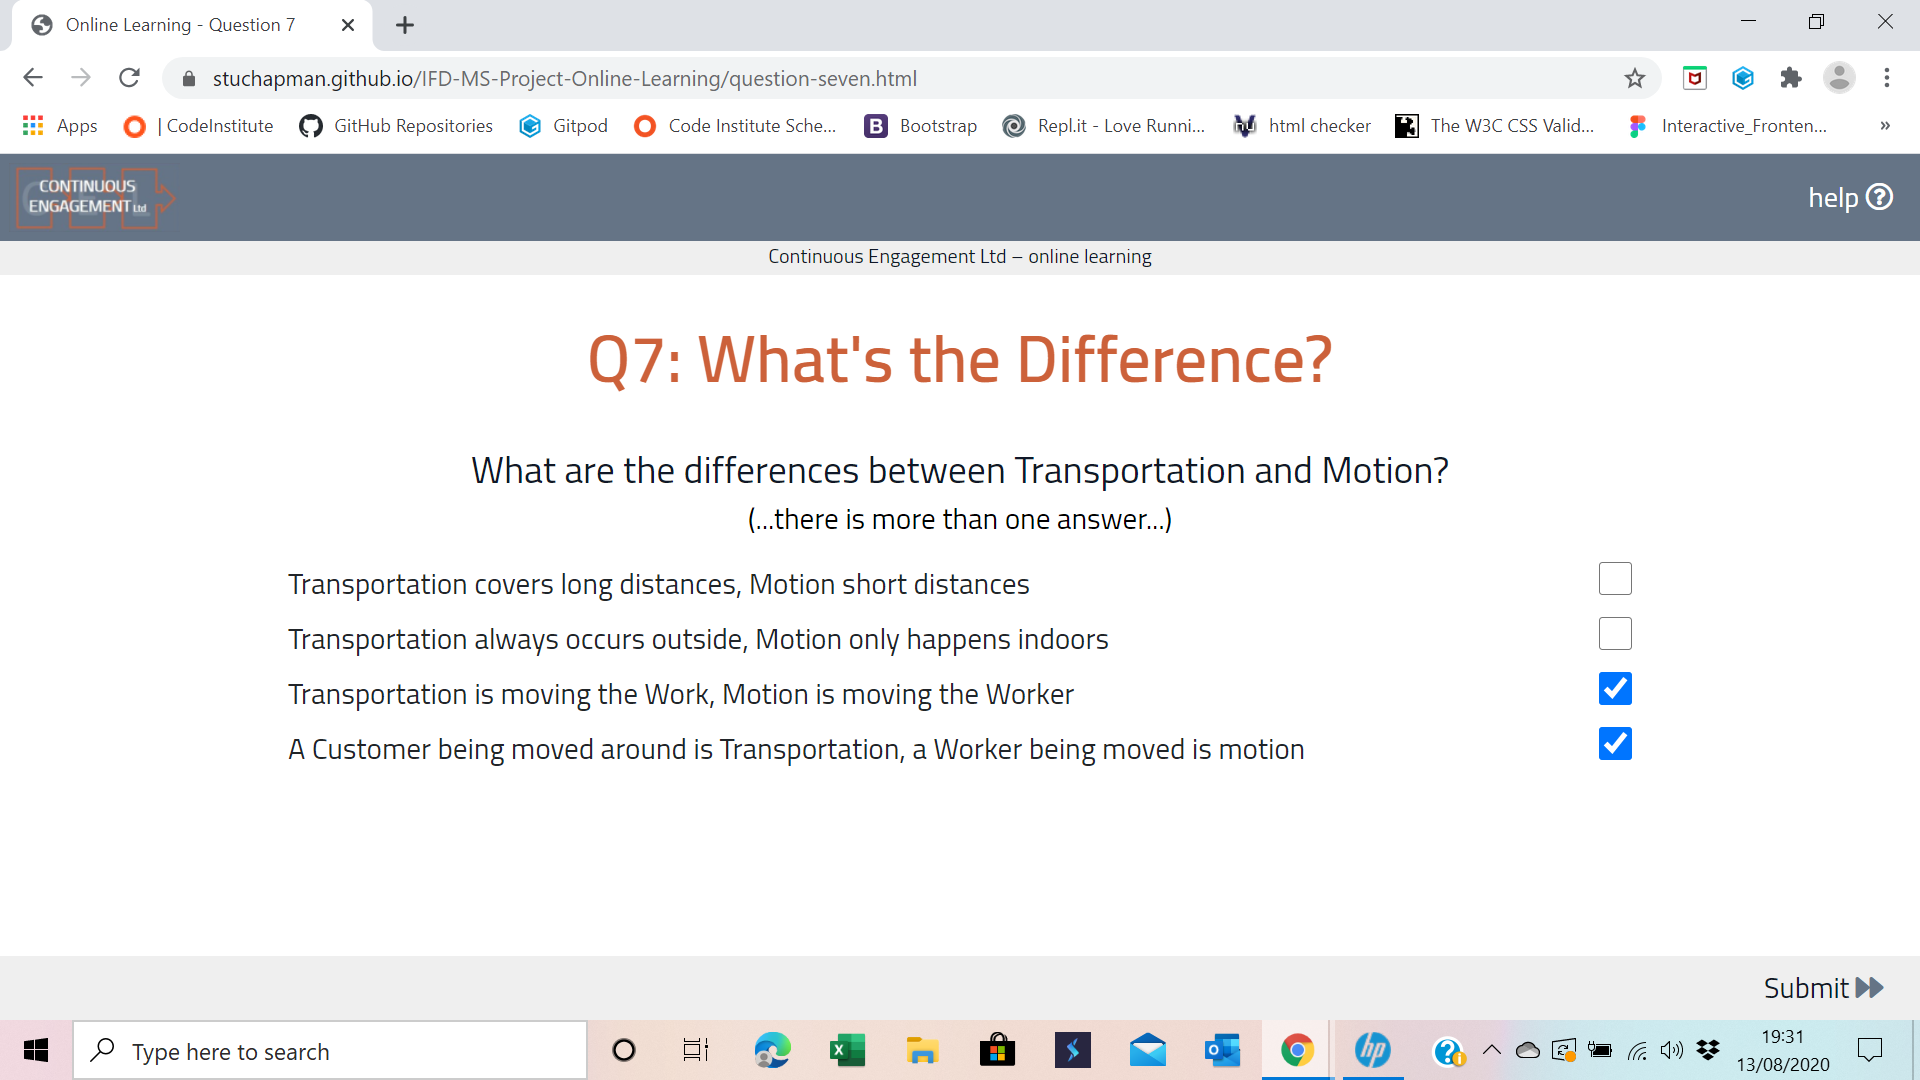 Online Learning - Question 7
stuchapman.github.io/IFD-MS-Project-Online-Learning/question-seven.html
Apps
| CodeInstitute
GitHub Repositories
Gitpod
Code Institute Sche...
B
Bootstrap
Repl.it - Love Runni...
html checker
The W3C CSS Valid...
Interactive_Fronten...
»
CONTINUOUS
ENGAGEMENT Ltd
help ?
Continuous Engagement Ltd – online learning
Q7: What's the Difference?
What are the differences between Transportation and Motion?
(...there is more than one answer...)
Transportation covers long distances, Motion short distances
Transportation always occurs outside, Motion only happens indoors
Transportation is moving the Work, Motion is moving the Worker
A Customer being moved around is Transportation, a Worker being moved is motion
Submit
Type here to search
hp
19:31
13/08/2020